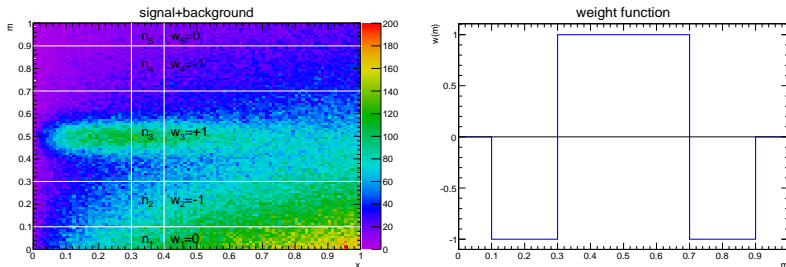 signal+background
m
1
0.9
0.8
0.7
0.6
0.5
0.4
0.3
0.2
0.1
0
n₅ w₅=0
n₄ w₄=-1
n₃ w₃=+1
n₂ w₂=-1
n₁ w₁=0
0 0.1 0.2 0.3 0.4 0.5 0.6 0.7 0.8 0.9 1
x
200
180
160
140
120
100
80
60
40
20
0
weight function
w(m)
1
0.5
0
-0.5
-1
0 0.1 0.2 0.3 0.4 0.5 0.6 0.7 0.8 0.9
m